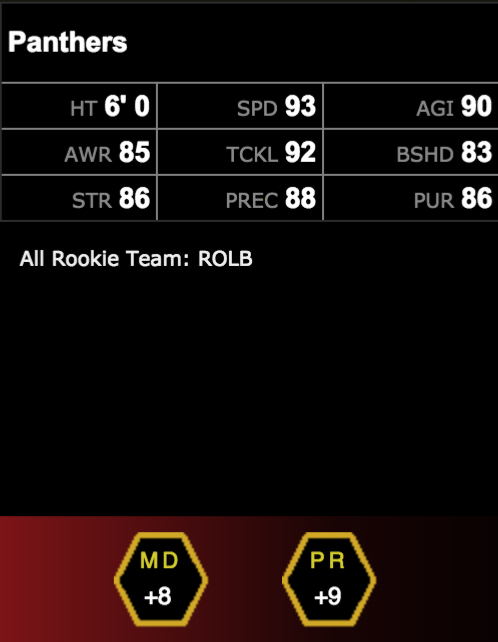 Panthers
HT 6' 0 SPD 93 AGI 90
AWR 85 TCKL 92 BSHD 83
STR 86 PREC 88 PUR 86
All Rookie Team: ROLB
MD PR
+8 +9